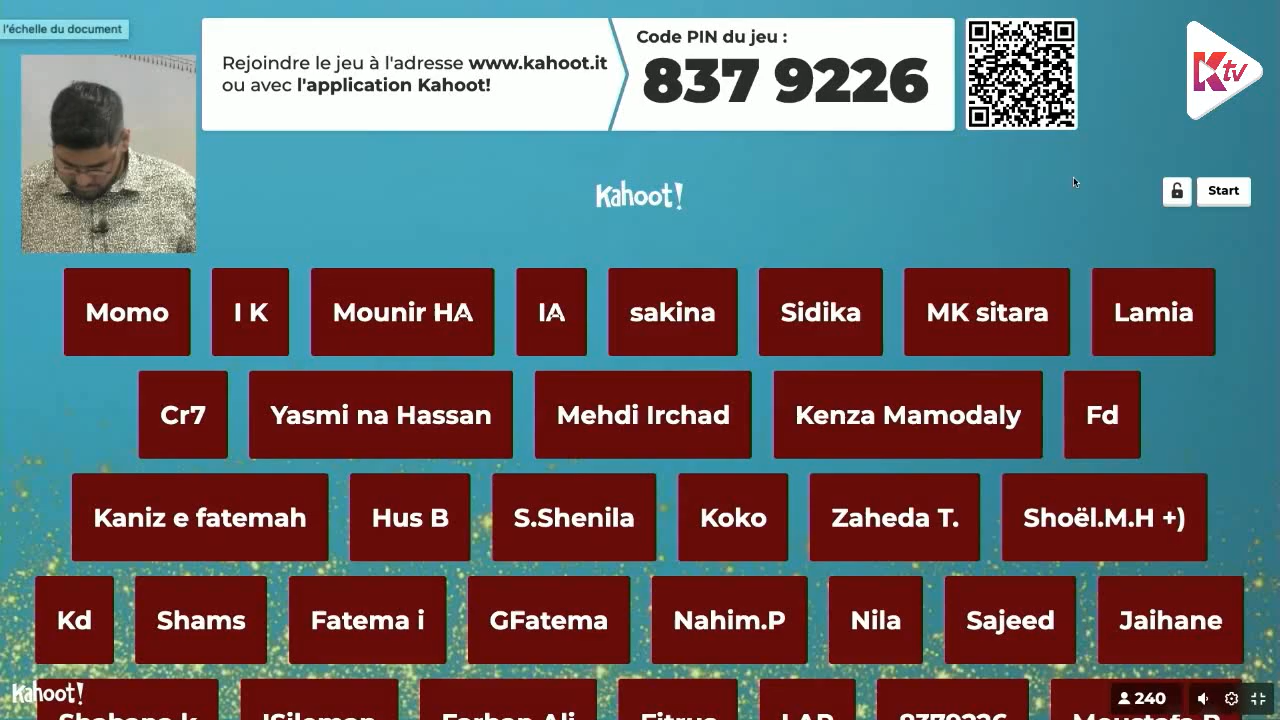 l'échelle du document
Rejoindre le jeu à l'adresse www.kahoot.it
ou avec l'application Kahoot!
Code PIN du jeu :
837 9226
Ktv
Kahoot!
Start
Momo
I K
Mounir HA
IA
sakina
Sidika
MK sitara
Lamia
Cr7
Yasmi na Hassan
Mehdi Irchad
Kenza Mamodaly
Fd
Kaniz e fatemah
Hus B
S.Shenila
Koko
Zaheda T.
Shoël.M.H +)
Kd
Shams
Fatema i
GFatema
Nahim.P
Nila
Sajeed
Jaihane
Kahoot!
8379226
240